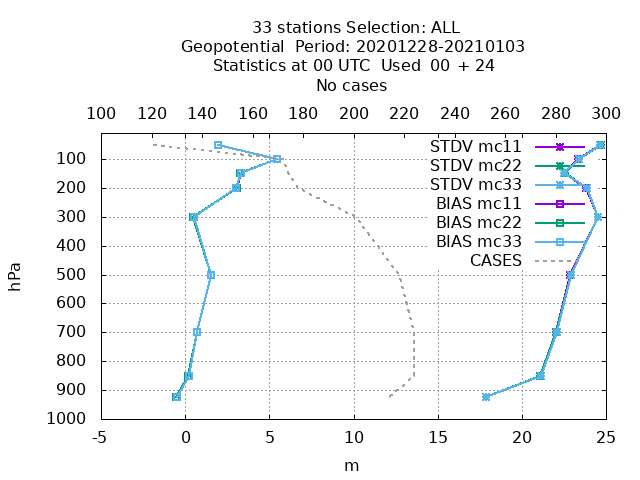 33 stations Selection: ALL
Geopotential  Period: 20201228-20210103
Statistics at 00 UTC  Used  00 + 24
No cases
100 120 140 160 180 200 220 240 260 280 300
STDV mc11
STDV mc22
STDV mc33
BIAS mc11
BIAS mc22
BIAS mc33
CASES
100
200
300
400
500
600
700
800
900
1000
hPa
-5 0 5 10 15 20 25
m